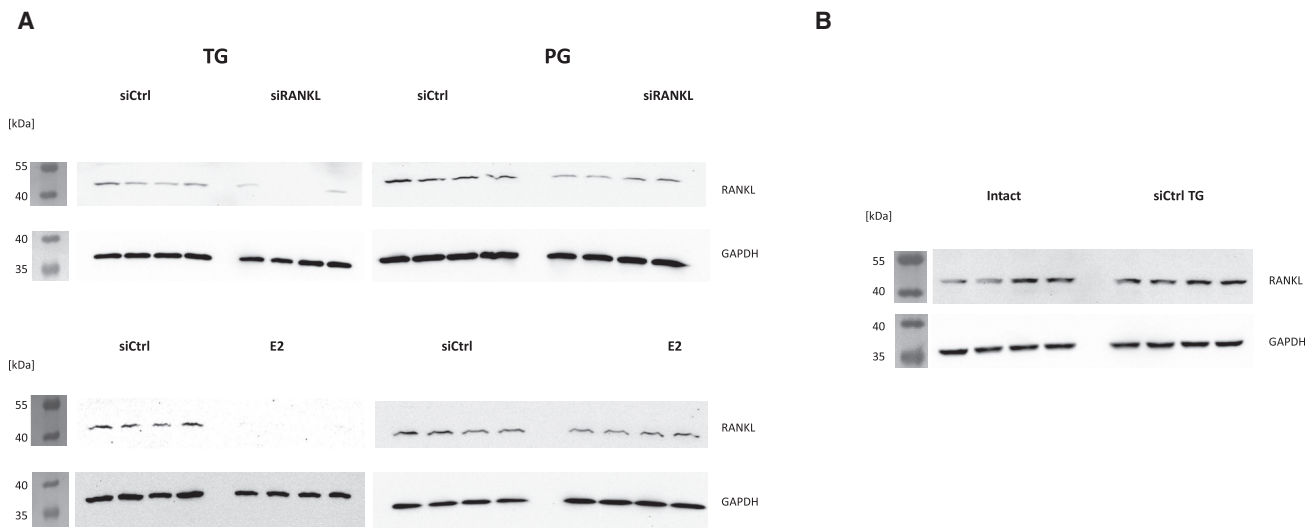 A
TG
PG
siCtrl
siRANKL
siCtrl
siRANKL
[kDa]
55
40
RANKL
40
35
GAPDH
siCtrl
E2
siCtrl
E2
[kDa]
55
40
RANKL
40
35
GAPDH
B
Intact
siCtrl TG
[kDa]
55
40
RANKL
40
35
GAPDH